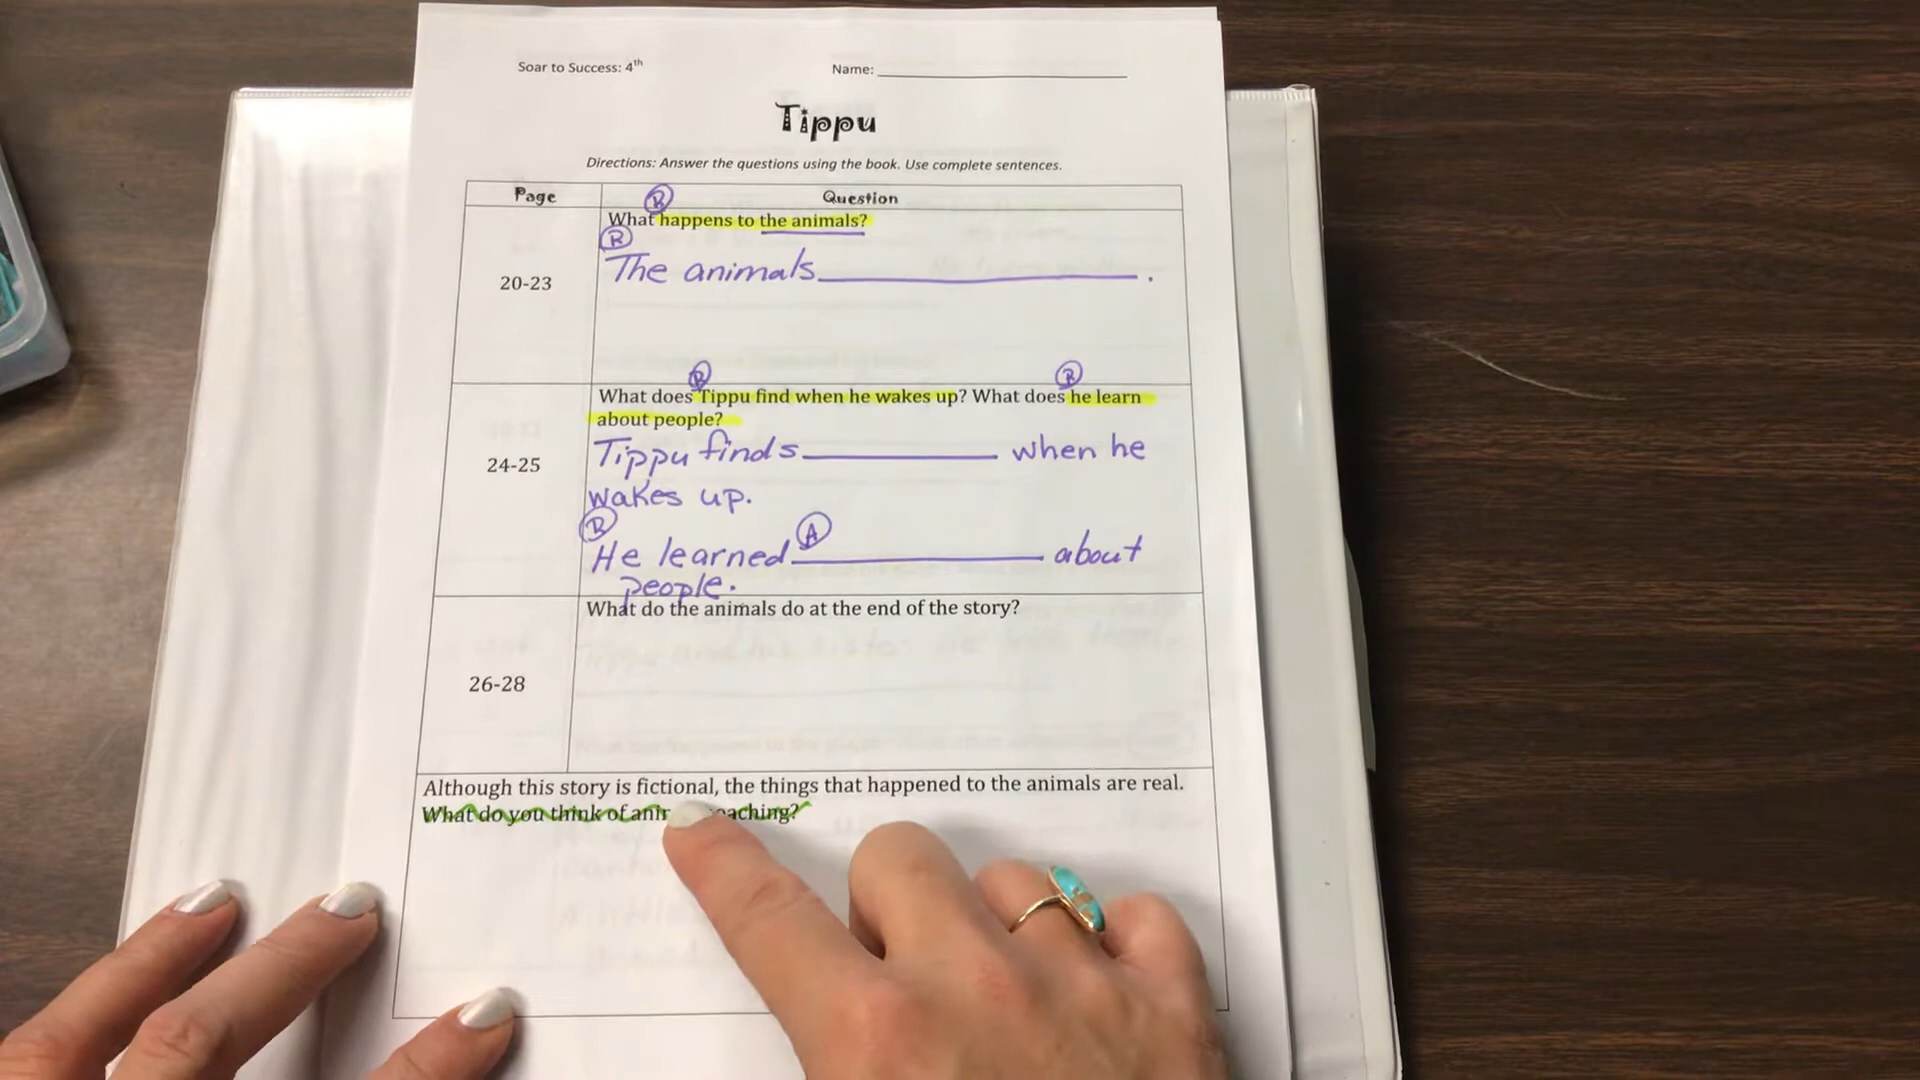 Soar to Success: 4th Name:
Tippu
Directions: Answer the questions using the book. Use complete sentences.
Page Question
R
What happens to the animals?
R
The animals .
20-23
R R
What does Tippu find when he wakes up? What does he learn
about people?
Tippu finds when he
24-25
wakes up.
R A
He learned about
people.
What do the animals do at the end of the story?
26-28
Although this story is fictional, the things that happened to the animals are real.
What do you think of